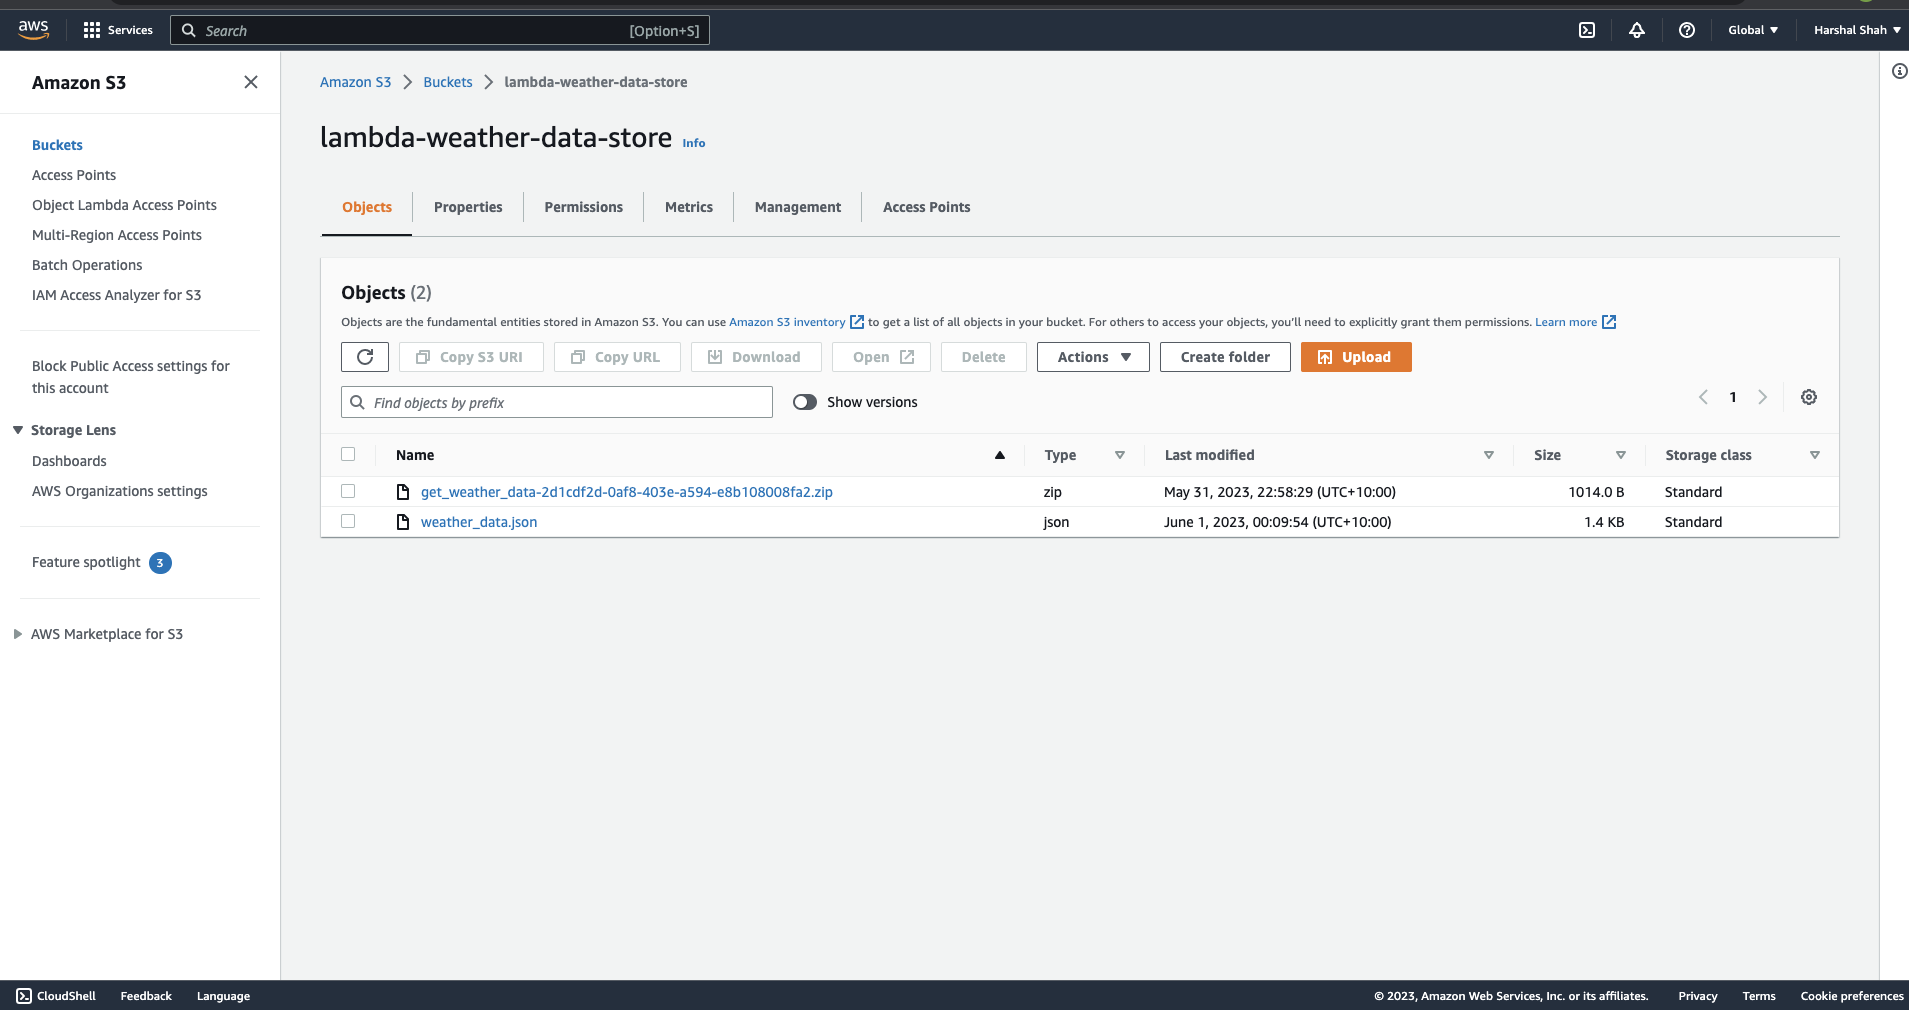 aws Services Search [Option+S] Global Harshal Shah
Amazon S3
Buckets
Access Points
Object Lambda Access Points
Multi-Region Access Points
Batch Operations
IAM Access Analyzer for S3
Block Public Access settings for
this account
Storage Lens
Dashboards
AWS Organizations settings
Feature spotlight 3
AWS Marketplace for S3
Amazon S3 Buckets lambda-weather-data-store
lambda-weather-data-store Info
Objects Properties Permissions Metrics Management Access Points
Objects (2)
Objects are the fundamental entities stored in Amazon S3. You can use Amazon S3 inventory to get a list of all objects in your bucket. For others to access your objects, you'll need to explicitly grant them permissions. Learn more
Copy S3 URI Copy URL Download Open Delete Actions Create folder Upload
Find objects by prefix Show versions 1
Name Type Last modified Size Storage class
get_weather_data-2d1cdf2d-0af8-403e-a594-e8b108008fa2.zip zip May 31, 2023, 22:58:29 (UTC+10:00) 1014.0 B Standard
weather_data.json json June 1, 2023, 00:09:54 (UTC+10:00) 1.4 KB Standard
CloudShell Feedback Language © 2023, Amazon Web Services, Inc. or its affiliates. Privacy Terms Cookie preferences